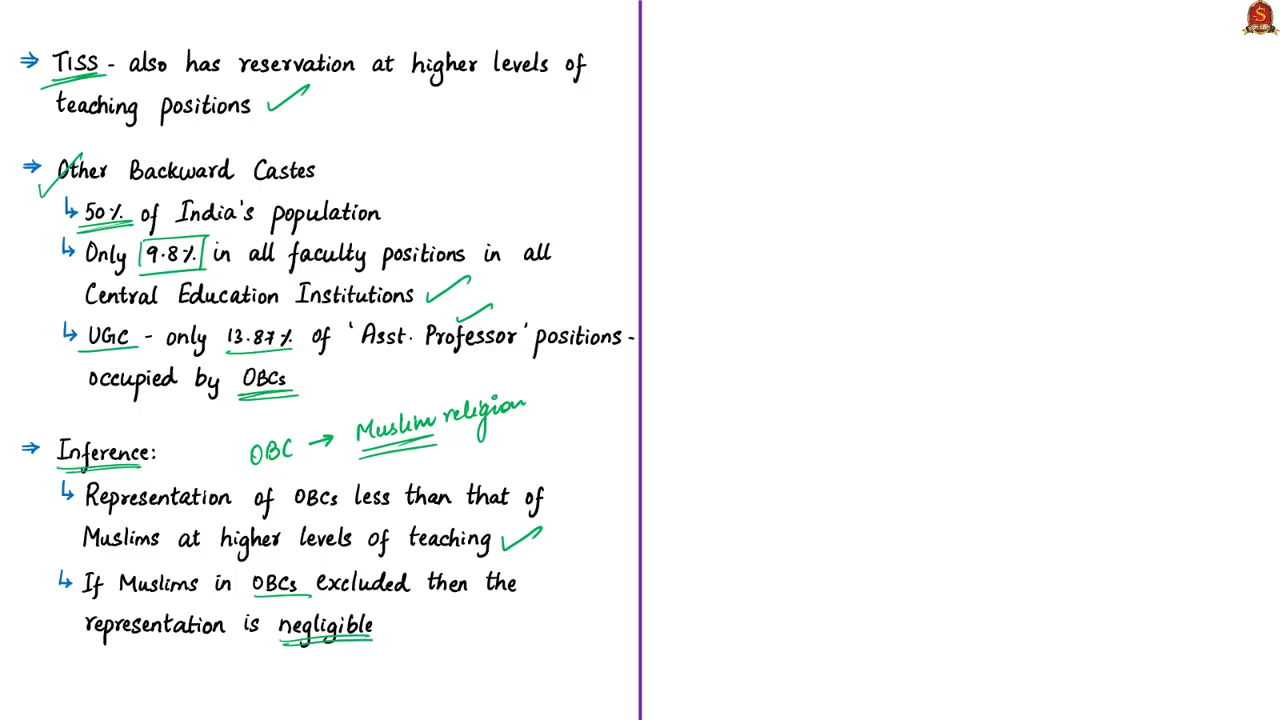 ⇒ TISS - also has reservation at higher levels of
teaching positions ✓
⇒ Other Backward Castes
↳ 50% of India's population
↳ Only 9.8% in all faculty positions in all
Central Education Institutions ✓
↳ UGC - only 13.87% of 'Asst. Professor' positions -
occupied by OBCs
OBC → Muslim religion
⇒ Inference:
↳ Representation of OBCs less than that of
Muslims at higher levels of teaching ✓
↳ If Muslims in OBCs excluded then the
representation is negligible